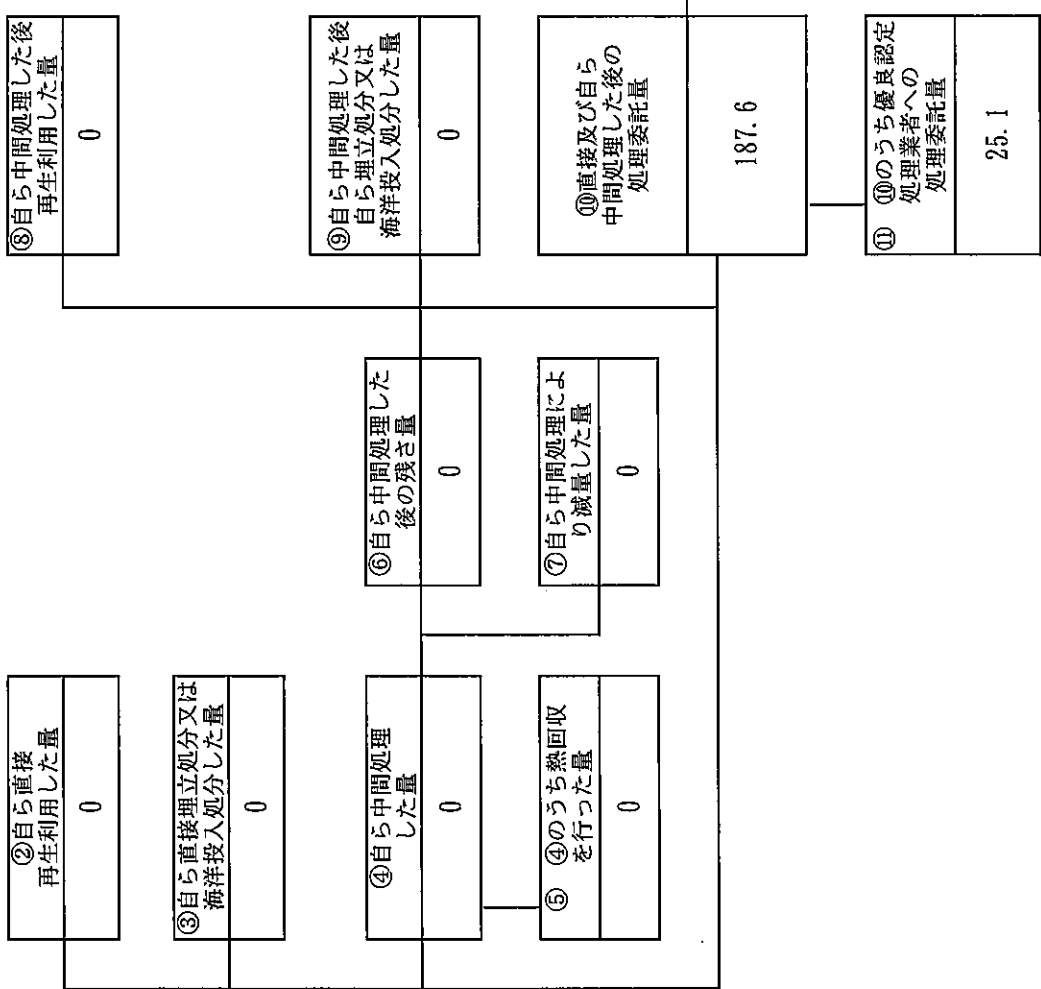 ②自ら直接
再生利用した量
0
③自ら直接埋立処分又は
海洋投入処分した量
0
④自ら中間処理
した量
0
⑤ ④のうち熱回収
を行った量
0
⑥自ら中間処理した
後の残さ量
0
⑦自ら中間処理によ
り減量した量
0
⑧自ら中間処理した後
再生利用した量
0
⑨自ら中間処理した後
自ら埋立処分又は
海洋投入処分した量
0
⑩直接及び自ら
中間処理した後の
処理委託量
187.6
⑪ ⑩のうち優良認定
処理業者への
処理委託量
25.1